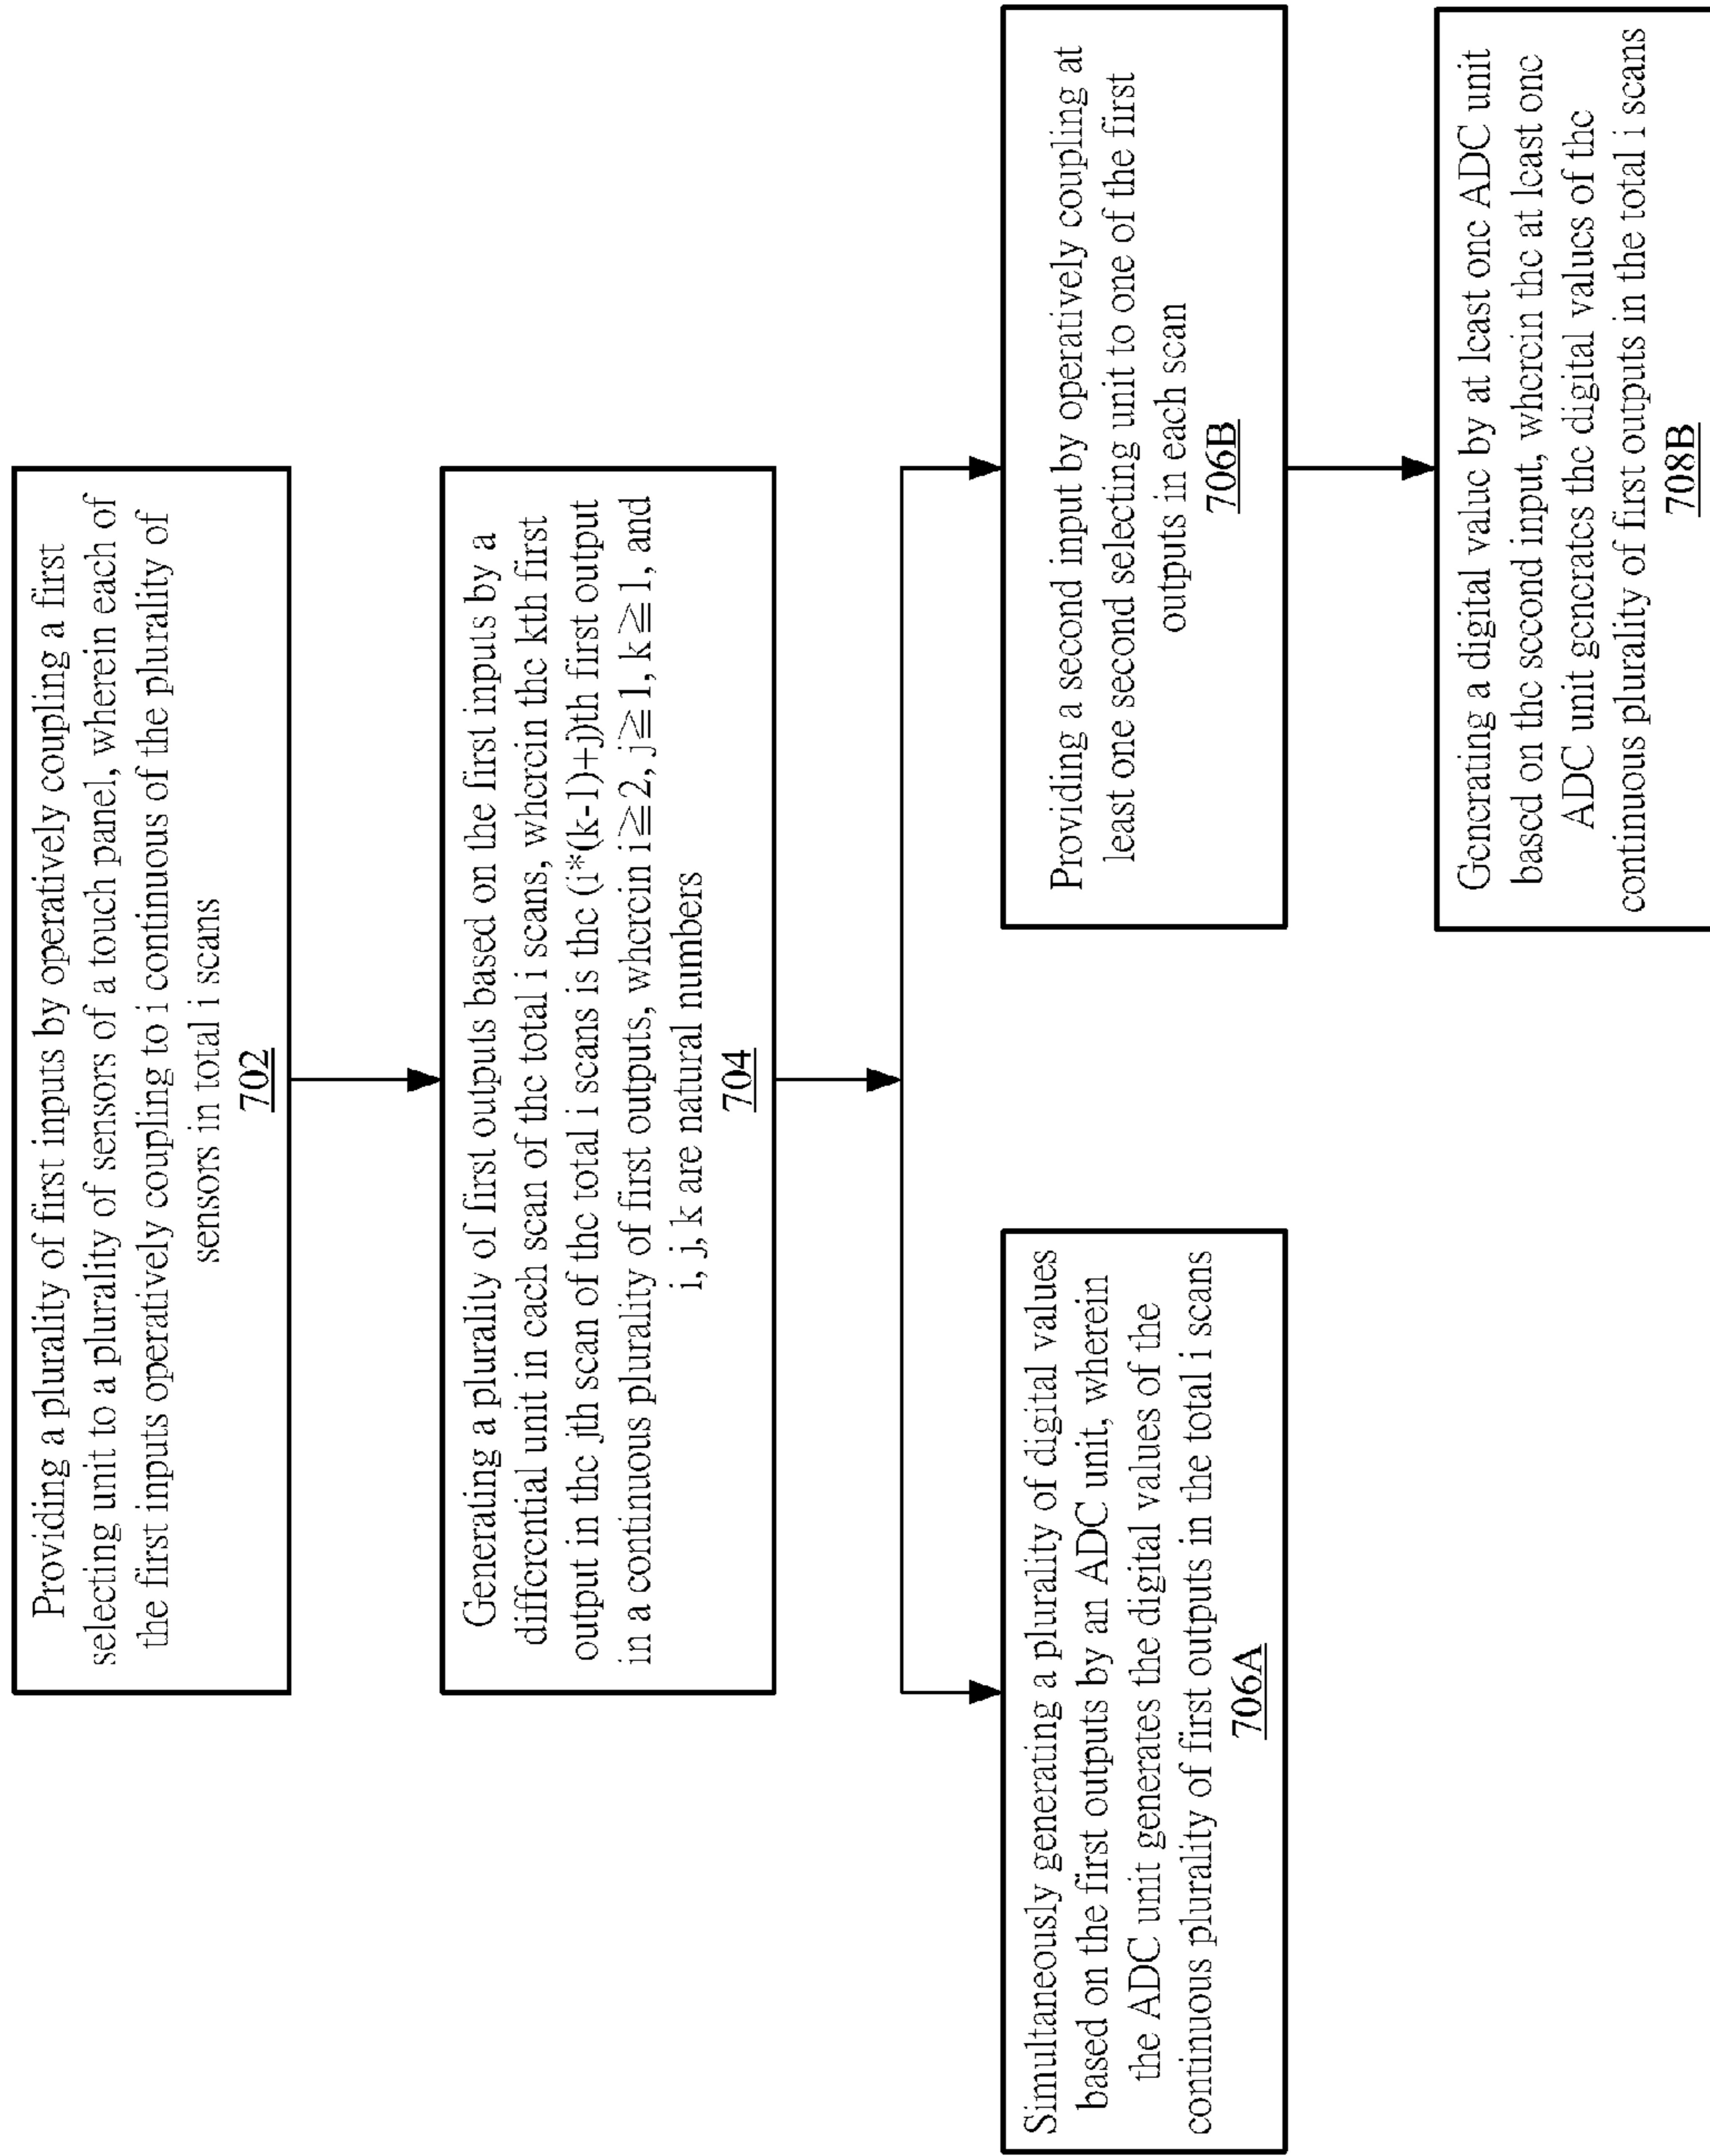 Providing a plurality of first inputs by operatively coupling a first
selecting unit to a plurality of sensors of a touch panel, wherein each of
the first inputs operatively coupling to i continuous of the plurality of
sensors in total i scans
702
Generating a plurality of first outputs based on the first inputs by a
differential unit in each scan of the total i scans, wherein the kth first
output in the jth scan of the total i scans is the (i*(k-1)+j)th first output
in a continuous plurality of first outputs, wherein i≧2, j≧1, k≧1, and
i, j, k are natural numbers
704
Simultaneously generating a plurality of digital values
based on the first outputs by an ADC unit, wherein
the ADC unit generates the digital values of the
continuous plurality of first outputs in the total i scans
706A
Providing a second input by operatively coupling at
least one second selecting unit to one of the first
outputs in each scan
706B
Generating a digital value by at least one ADC unit
based on the second input, wherein the at least one
ADC unit generates the digital values of the
continuous plurality of first outputs in the total i scans
708B